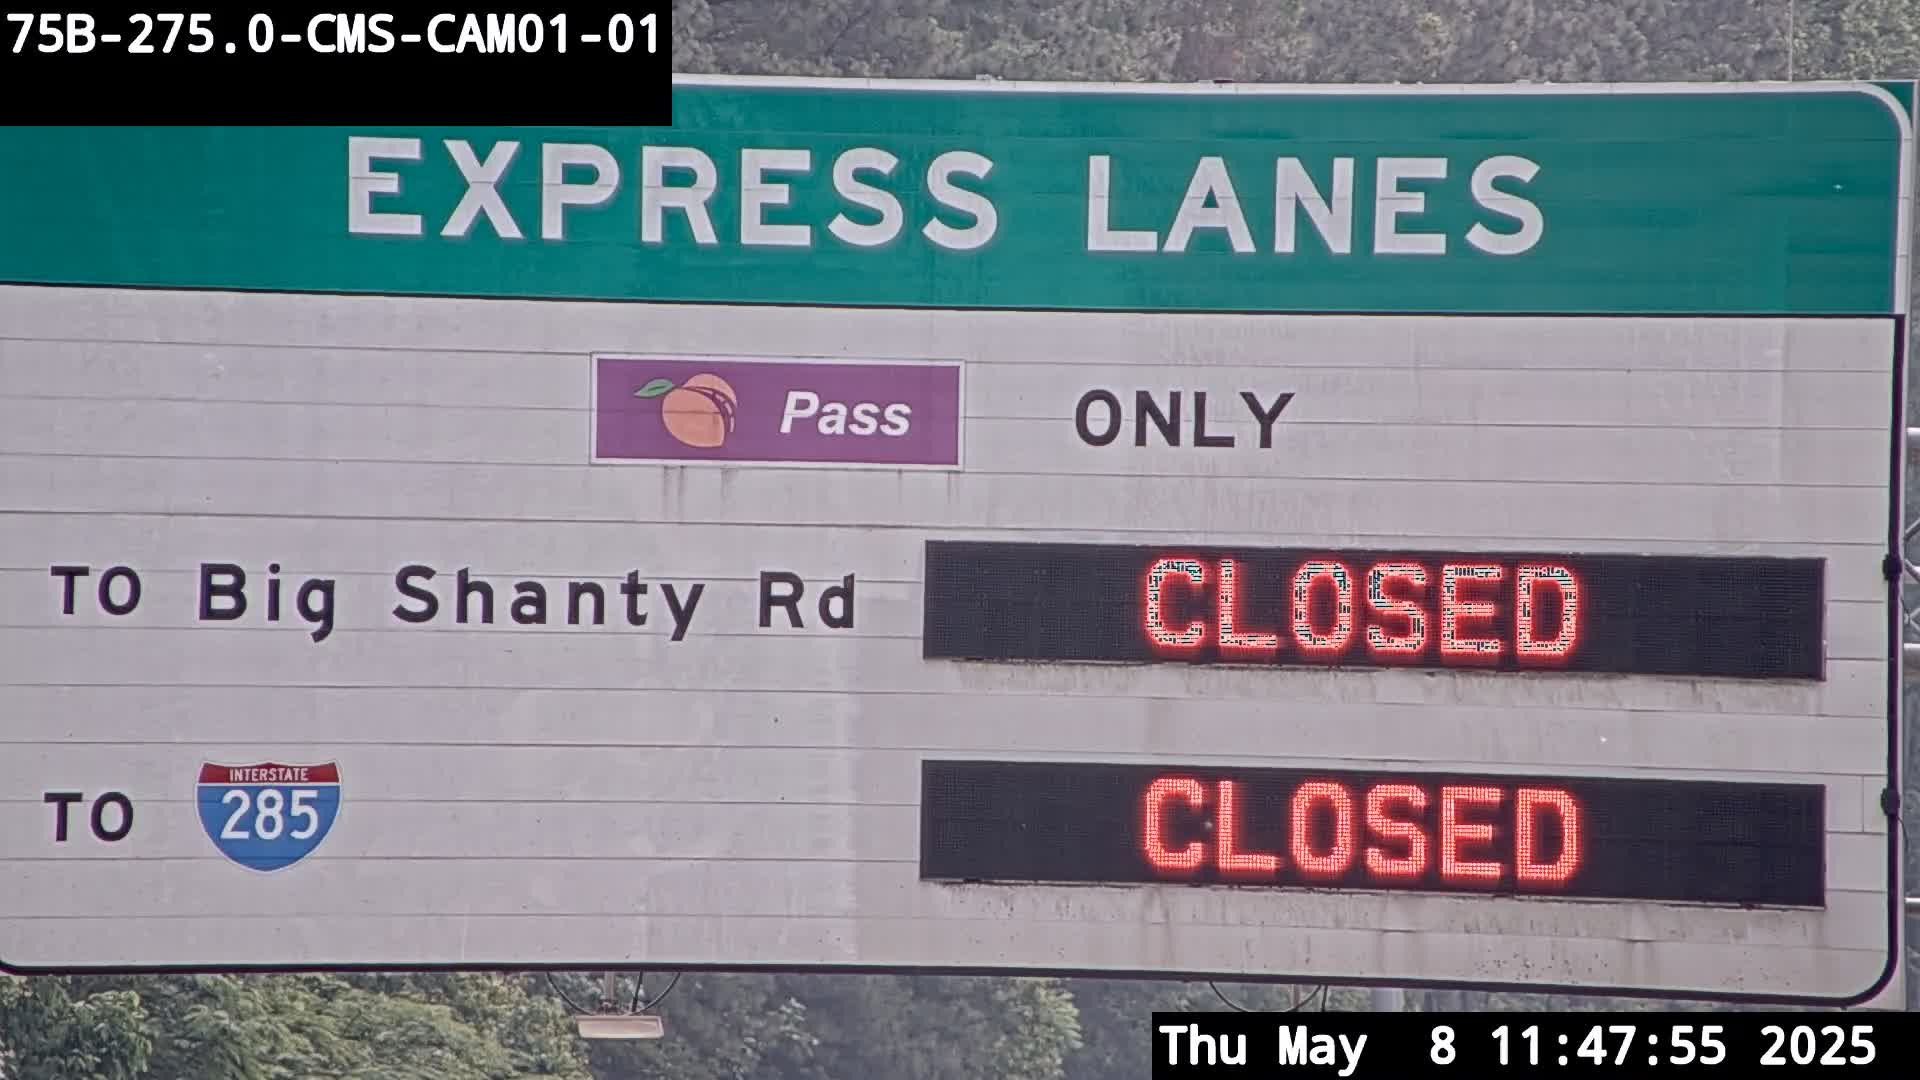 75B-275.0-CMS-CAM01-01
EXPRESS LANES
Pass ONLY
TO Big Shanty Rd CLOSED
INTERSTATE
TO 285 CLOSED
Thu May 8 11:47:55 2025